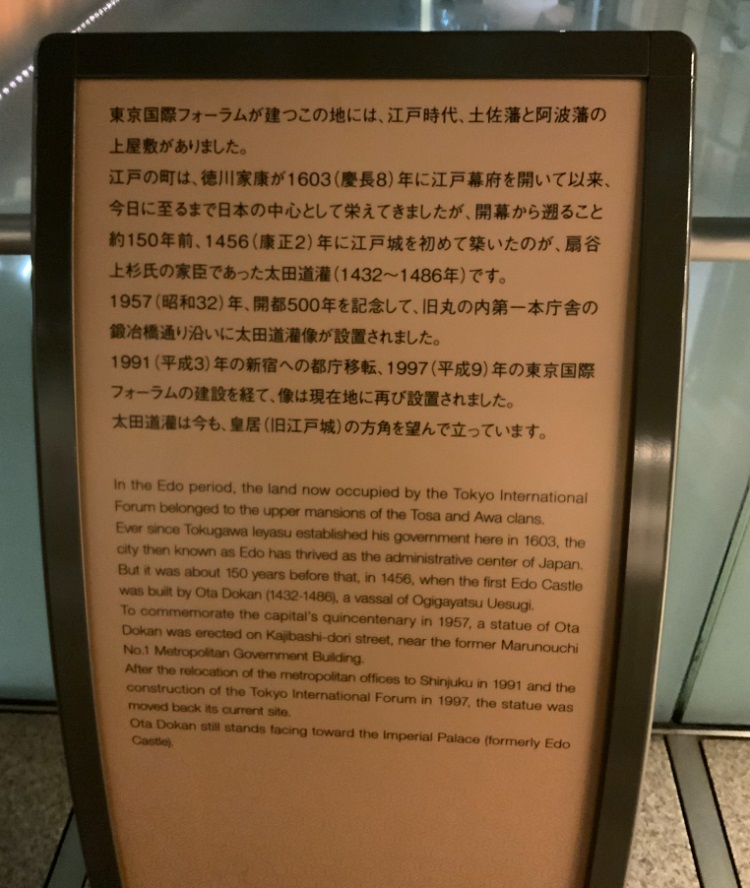 東京国際フォーラムが建つこの地には、江戸時代、土佐藩と阿波藩の
上屋敷がありました。
江戸の町は、徳川家康が1603(慶長8)年に江戸幕府を開いて以来、
今日に至るまで日本の中心として栄えてきましたが、開幕から遡ること
約150年前、1456(康正2)年に江戸城を初めて築いたのが、扇谷
上杉氏の家臣であった太田道灌(1432〜1486年)です。
1957(昭和32)年、開都500年を記念して、旧丸の内第一本庁舎の
鍛冶橋通り沿いに太田道灌像が設置されました。
1991(平成3)年の新宿への都庁移転、1997(平成9)年の東京国際
フォーラムの建設を経て、像は現在地に再び設置されました。
太田道灌は今も、皇居(旧江戸城)の方角を望んで立っています。
In the Edo period, the land now occupied by the Tokyo International
Forum belonged to the upper mansions of the Tosa and Awa clans.
Ever since Tokugawa Ieyasu established his government here in 1603, the
city then known as Edo has thrived as the administrative center of Japan.
But it was about 150 years before that, in 1456, when the first Edo Castle
was built by Ota Dokan (1432-1486), a vassal of Ogigayatsu Uesugi.
To commemorate the capital's quincentenary in 1957, a statue of Ota
Dokan was erected on Kajibashi-dori street, near the former Marunouchi
No.1 Metropolitan Government Building.
After the relocation of the metropolitan offices to Shinjuku in 1991 and the
construction of the Tokyo International Forum in 1997, the statue was
moved back its current site.
Ota Dokan still stands facing toward the Imperial Palace (formerly Edo
Castle).